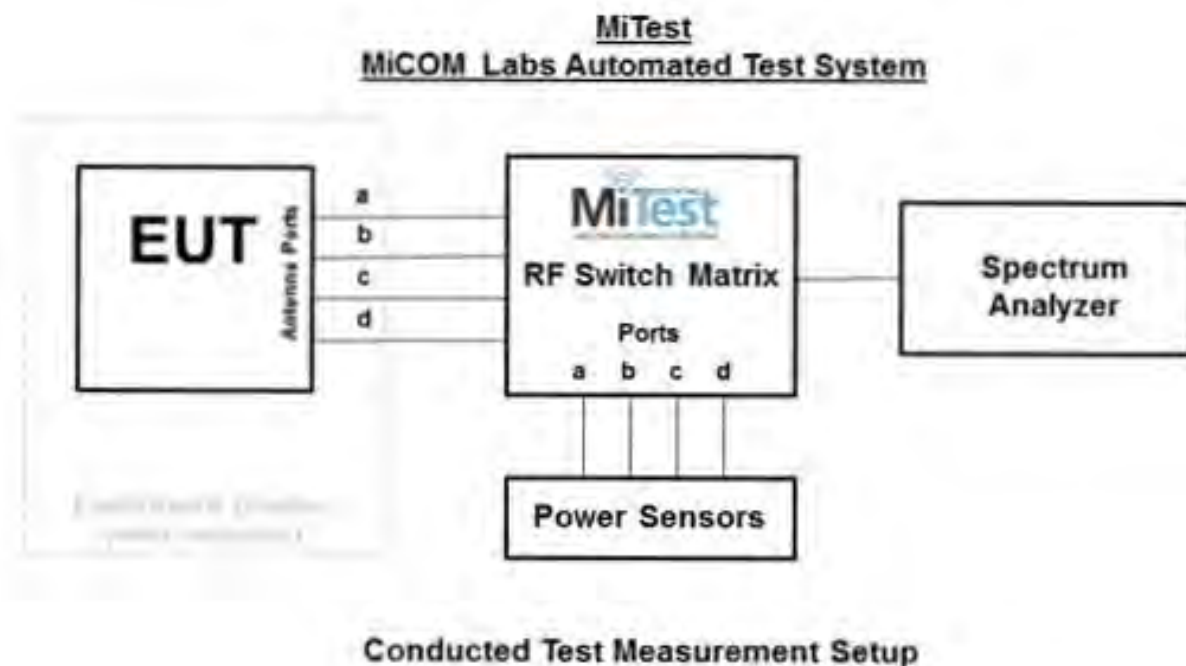 MiTest
MiCOM Labs Automated Test System
EUT
Antenna Ports
a
b
c
d
MiTest
RF Switch Matrix
Ports
a b c d
Spectrum
Analyzer
Power Sensors
Conducted Test Measurement Setup